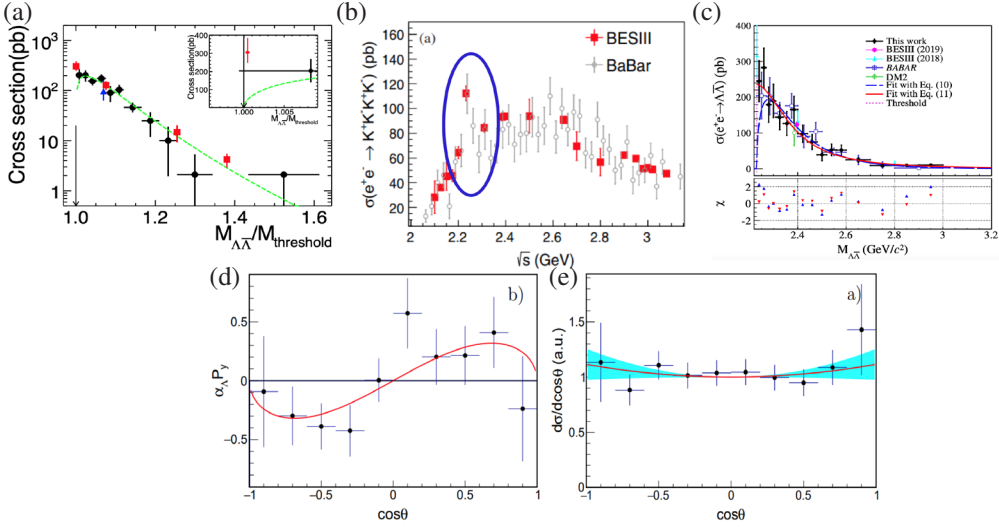 (a)
Cross section(pb)
10³
10²
10
1
1.0
1.2
1.4
1.6
M_ΛΛ̄/M_threshold
Cross section(pb)
400
300
200
100
0
1.000
1.005
M_ΛΛ̄/M_threshold
(b)
(a)
BESIII
BaBar
σ(e⁺e⁻ → K⁺K⁻K⁺K⁻) (pb)
160
140
120
100
80
60
40
20
2
2.2
2.4
2.6
2.8
3
√s (GeV)
(c)
σ(e⁺e⁻→ΛΛ̄) (pb)
400
300
200
100
0
This work
BESIII (2019)
BESIII (2018)
BABAR
DM2
Fit with Eq. (10)
Fit with Eq. (11)
Threshold
χ
2
0
−2
2.4
2.6
2.8
3.0
3.2
M_ΛΛ̄ (GeV/c²)
(d)
b)
α_Λ P_y
0.5
0
−0.5
−1
−0.5
0
0.5
1
cosθ
(e)
a)
dσ/dcosθ (a.u.)
1.5
1
0.5
0
−1
−0.5
0
0.5
1
cosθ